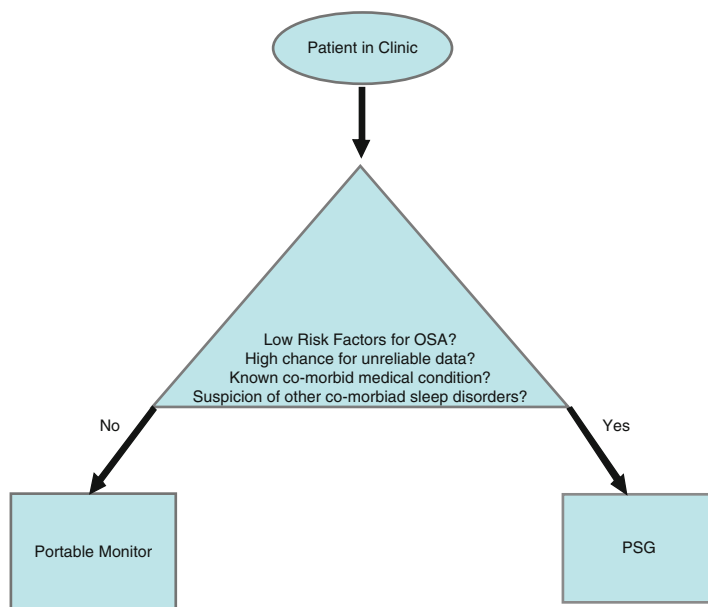 Patient in Clinic
Low Risk Factors for OSA?
High chance for unreliable data?
Known co-morbid medical condition?
Suspicion of other co-morbiad sleep disorders?
No
Yes
Portable Monitor
PSG